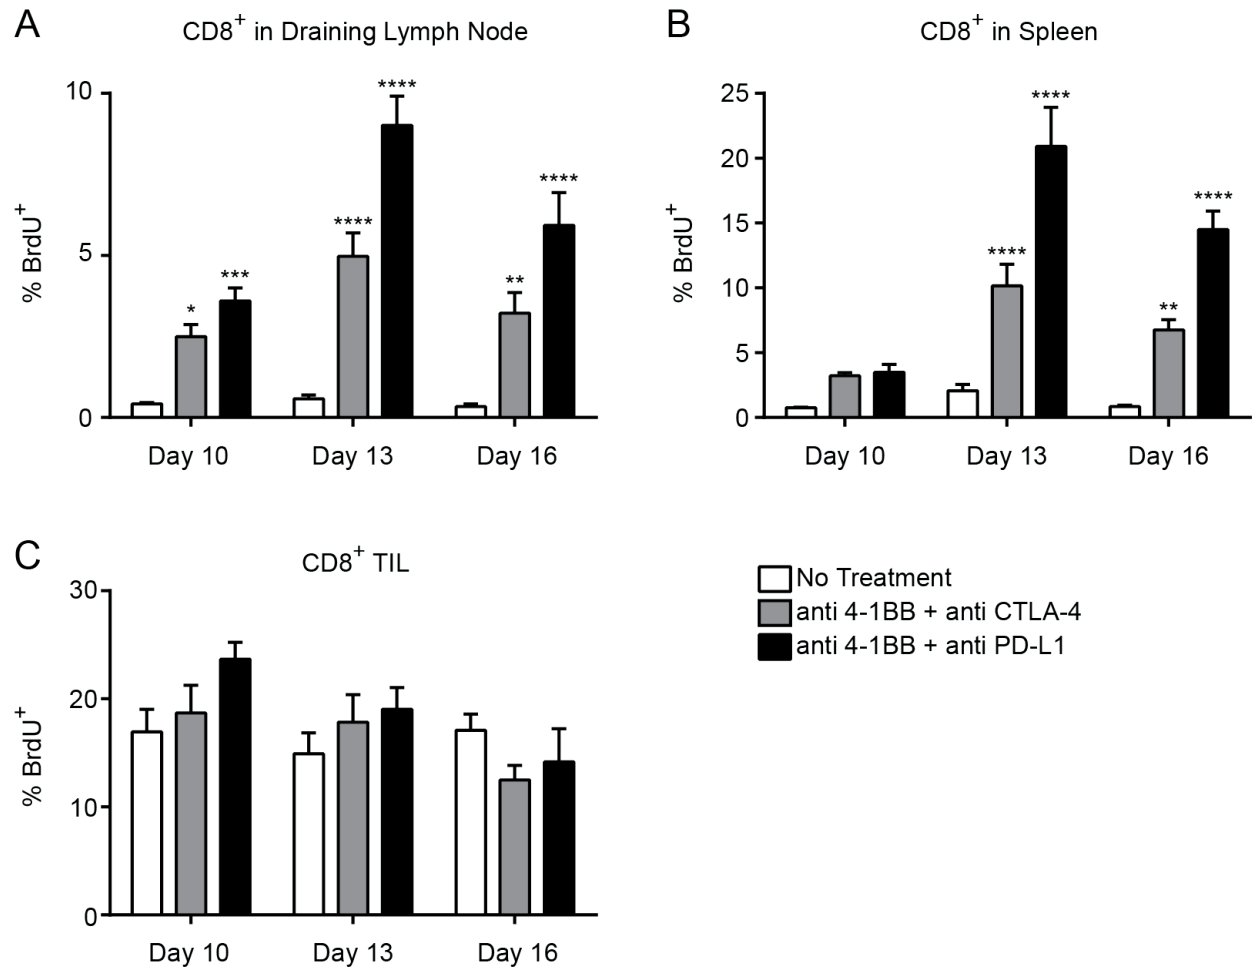 A
CD8+ in Draining Lymph Node
% BrdU+
10
5
0
*
***
****
****
**
****
Day 10
Day 13
Day 16
B
CD8+ in Spleen
% BrdU+
25
20
15
10
5
0
****
****
**
****
Day 10
Day 13
Day 16
C
CD8+ TIL
% BrdU+
30
20
10
0
Day 10
Day 13
Day 16
No Treatment
anti 4-1BB + anti CTLA-4
anti 4-1BB + anti PD-L1